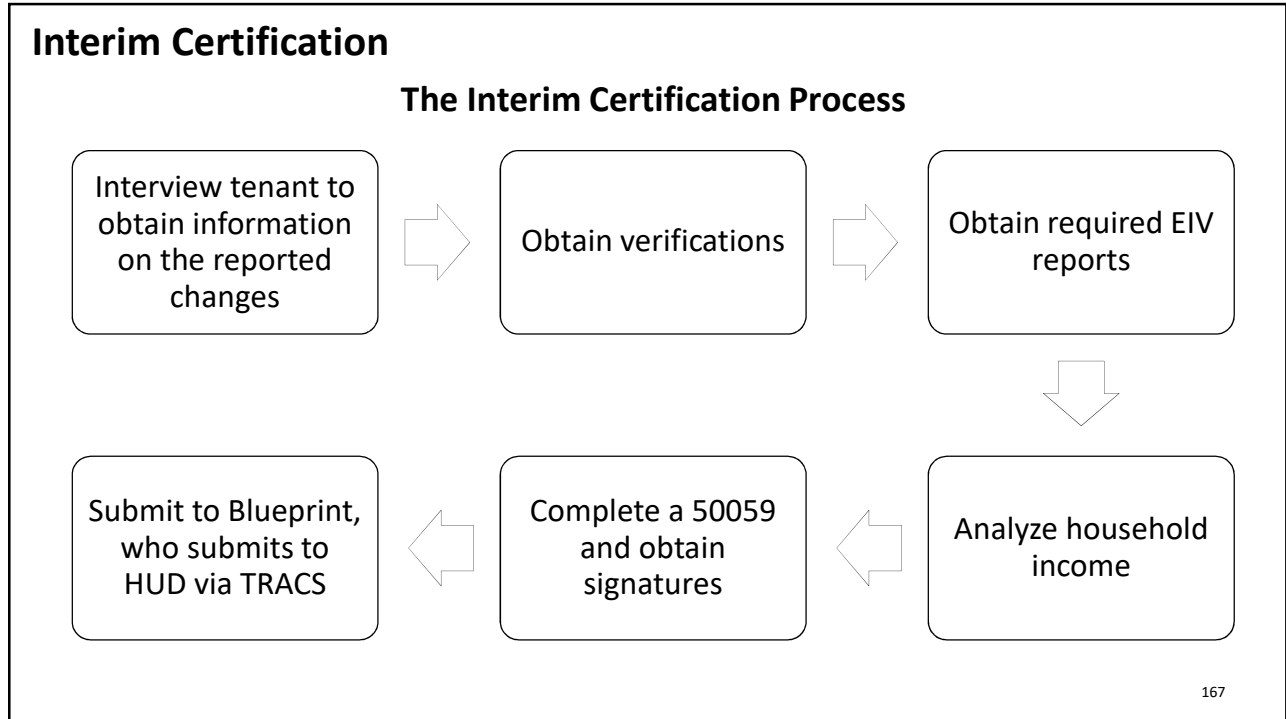 Interim Certification
The Interim Certification Process
Interview tenant to
obtain information
on the reported
changes
Obtain verifications
Obtain required EIV
reports
Analyze household
income
Complete a 50059
and obtain
signatures
Submit to Blueprint,
who submits to
HUD via TRACS
167